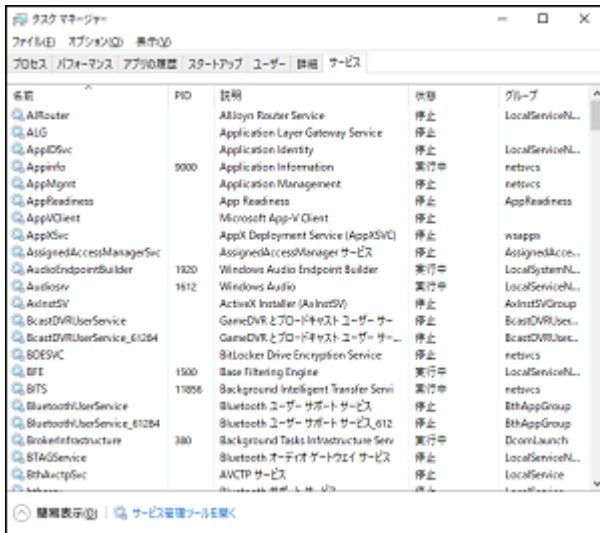 タスク マネージャー
ファイル(F) オプション(O) 表示(V)
プロセス パフォーマンス アプリの履歴 スタートアップ ユーザー 詳細 サービス
名前 PID 説明 状態 グループ
AJRouter AllJoyn Router Service 停止 LocalServiceN...
ALG Application Layer Gateway Service 停止
AppIDSvc Application Identity 停止 LocalServiceN...
Appinfo 9000 Application Information 実行中 netsvcs
AppMgmt Application Management 停止 netsvcs
AppReadiness App Readiness 停止 AppReadiness
AppVClient Microsoft App-V Client 停止
AppXSvc AppX Deployment Service (AppXSVC) 停止 wsappx
AssignedAccessManagerSvc AssignedAccessManager サービス 停止 AssignedAcce...
AudioEndpointBuilder 1920 Windows Audio Endpoint Builder 実行中 LocalSystemN...
Audiosrv 1612 Windows Audio 実行中 LocalServiceN...
AxInstSV ActiveX Installer (AxInstSV) 停止 AxInstSVGroup
BcastDVRUserService GameDVR とブロードキャスト ユーザー サー 停止 BcastDVRUser...
BcastDVRUserService_61284 GameDVR とブロードキャスト ユーザー サー... 停止 BcastDVRUser...
BDESVC BitLocker Drive Encryption Service 停止 netsvcs
BFE 1500 Base Filtering Engine 実行中 LocalServiceN...
BITS 11856 Background Intelligent Transfer Servi 実行中 netsvcs
BluetoothUserService Bluetooth ユーザー サポート サービス 停止 BthAppGroup
BluetoothUserService_61284 Bluetooth ユーザー サポート サービス_612 停止 BthAppGroup
BrokerInfrastructure 380 Background Tasks Infrastructure Serv 実行中 DcomLaunch
BTAGService Bluetooth オーディオ ゲートウェイ サービス 停止 LocalServiceN...
BthAvctpSvc AVCTP サービス 停止 LocalService
簡易表示(D) サービス管理ツールを開く